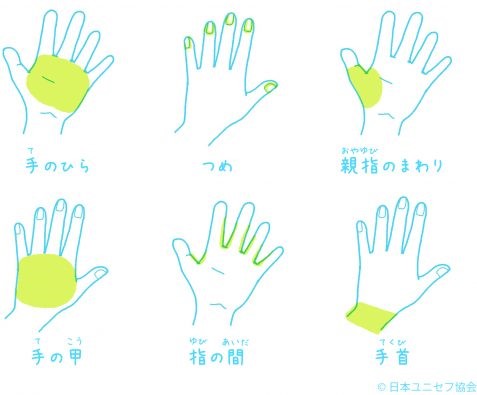 て
手のひら
つめ
おやゆび
親指のまわり
て こう
手の甲
ゆび あいだ
指の間
てくび
手首
© 日本ユニセフ協会